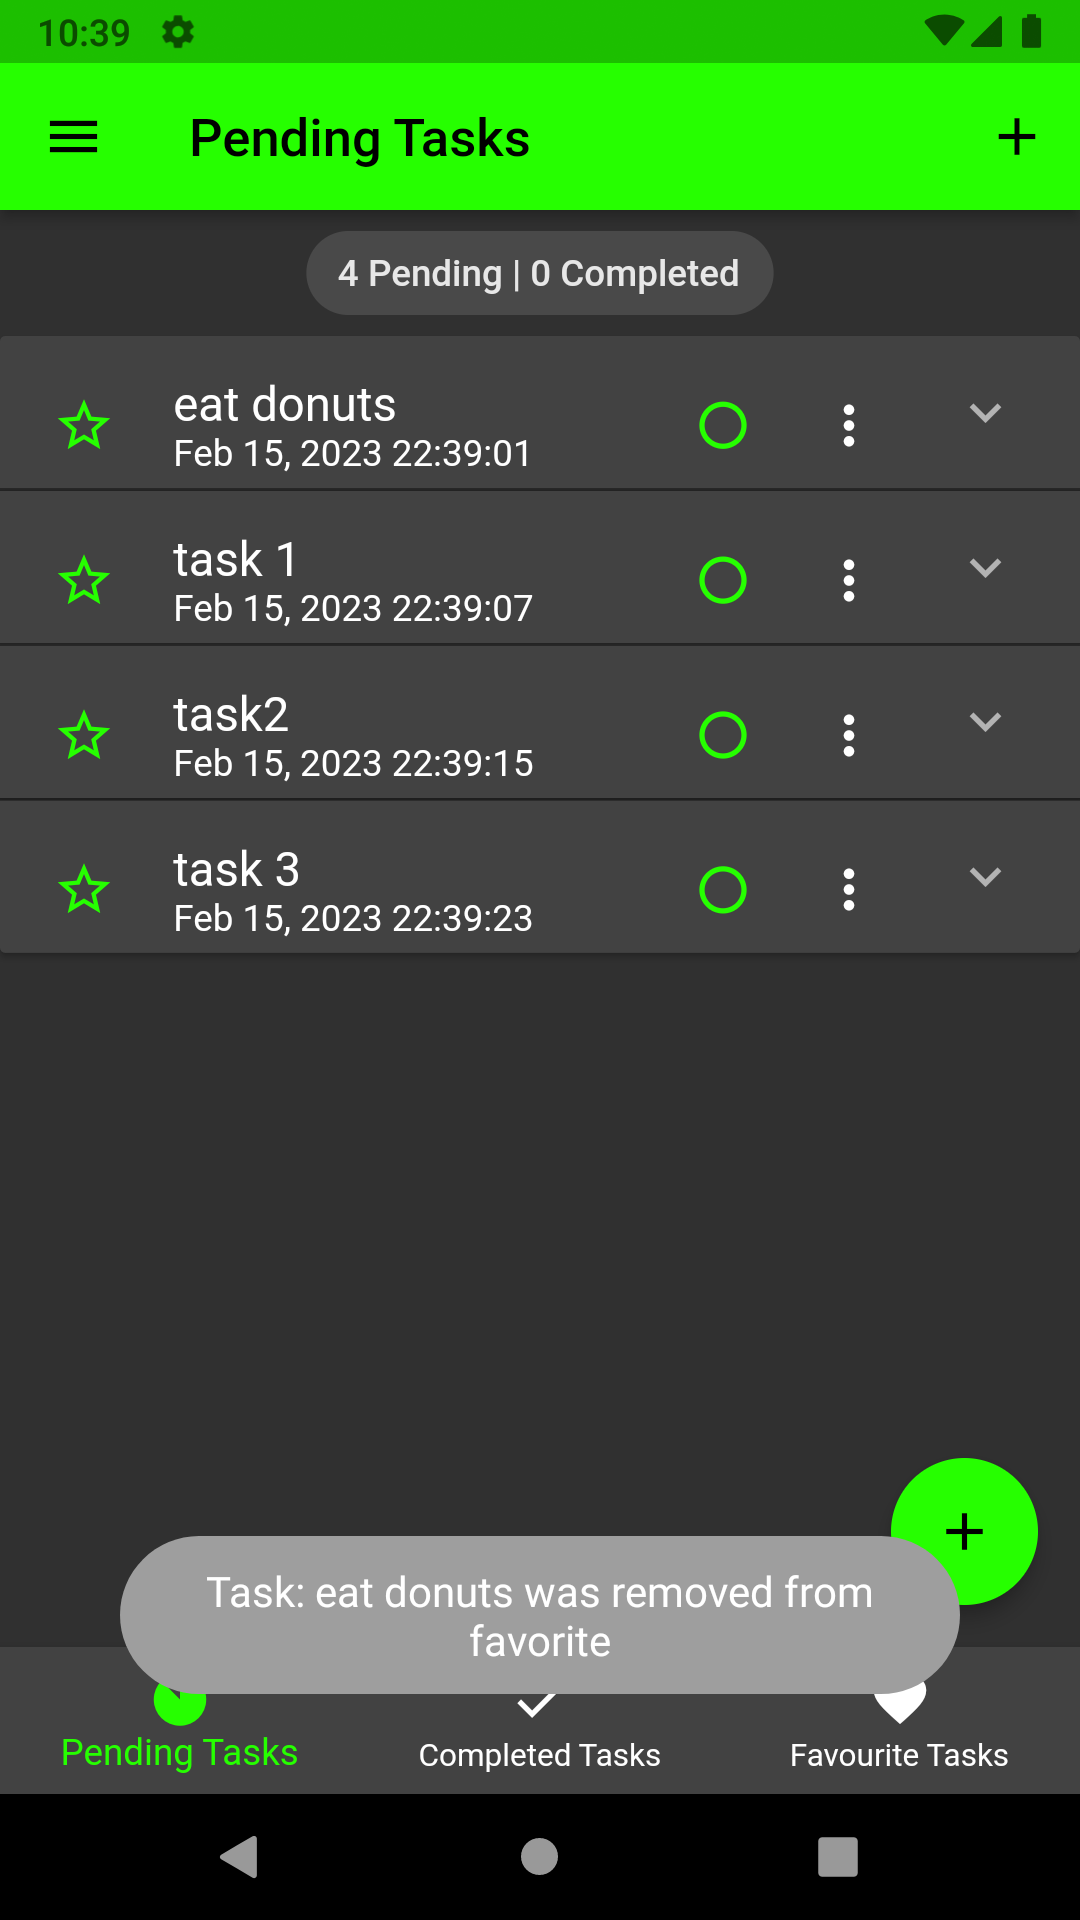 10:39
Pending Tasks
4 Pending | 0 Completed
eat donuts
Feb 15, 2023 22:39:01
task 1
Feb 15, 2023 22:39:07
task2
Feb 15, 2023 22:39:15
task 3
Feb 15, 2023 22:39:23
Task: eat donuts was removed from
favorite
Pending Tasks
Completed Tasks
Favourite Tasks